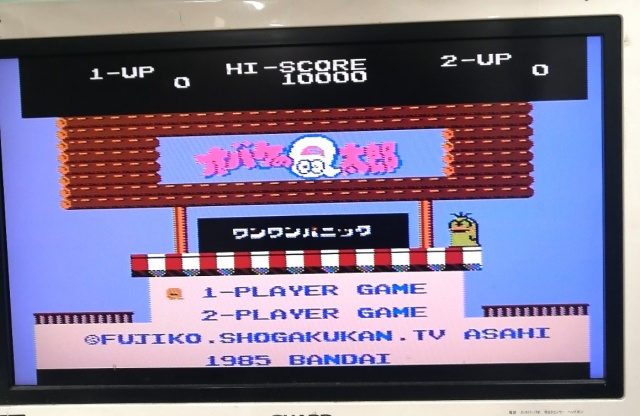 1-UP HI-SCORE 2-UP
0 10000 0
オバケのQ太郎
ワンワンパニック
1-PLAYER GAME
2-PLAYER GAME
©FUJIKO.SHOGAKUKAN.TV ASAHI
1985 BANDAI
SHARP